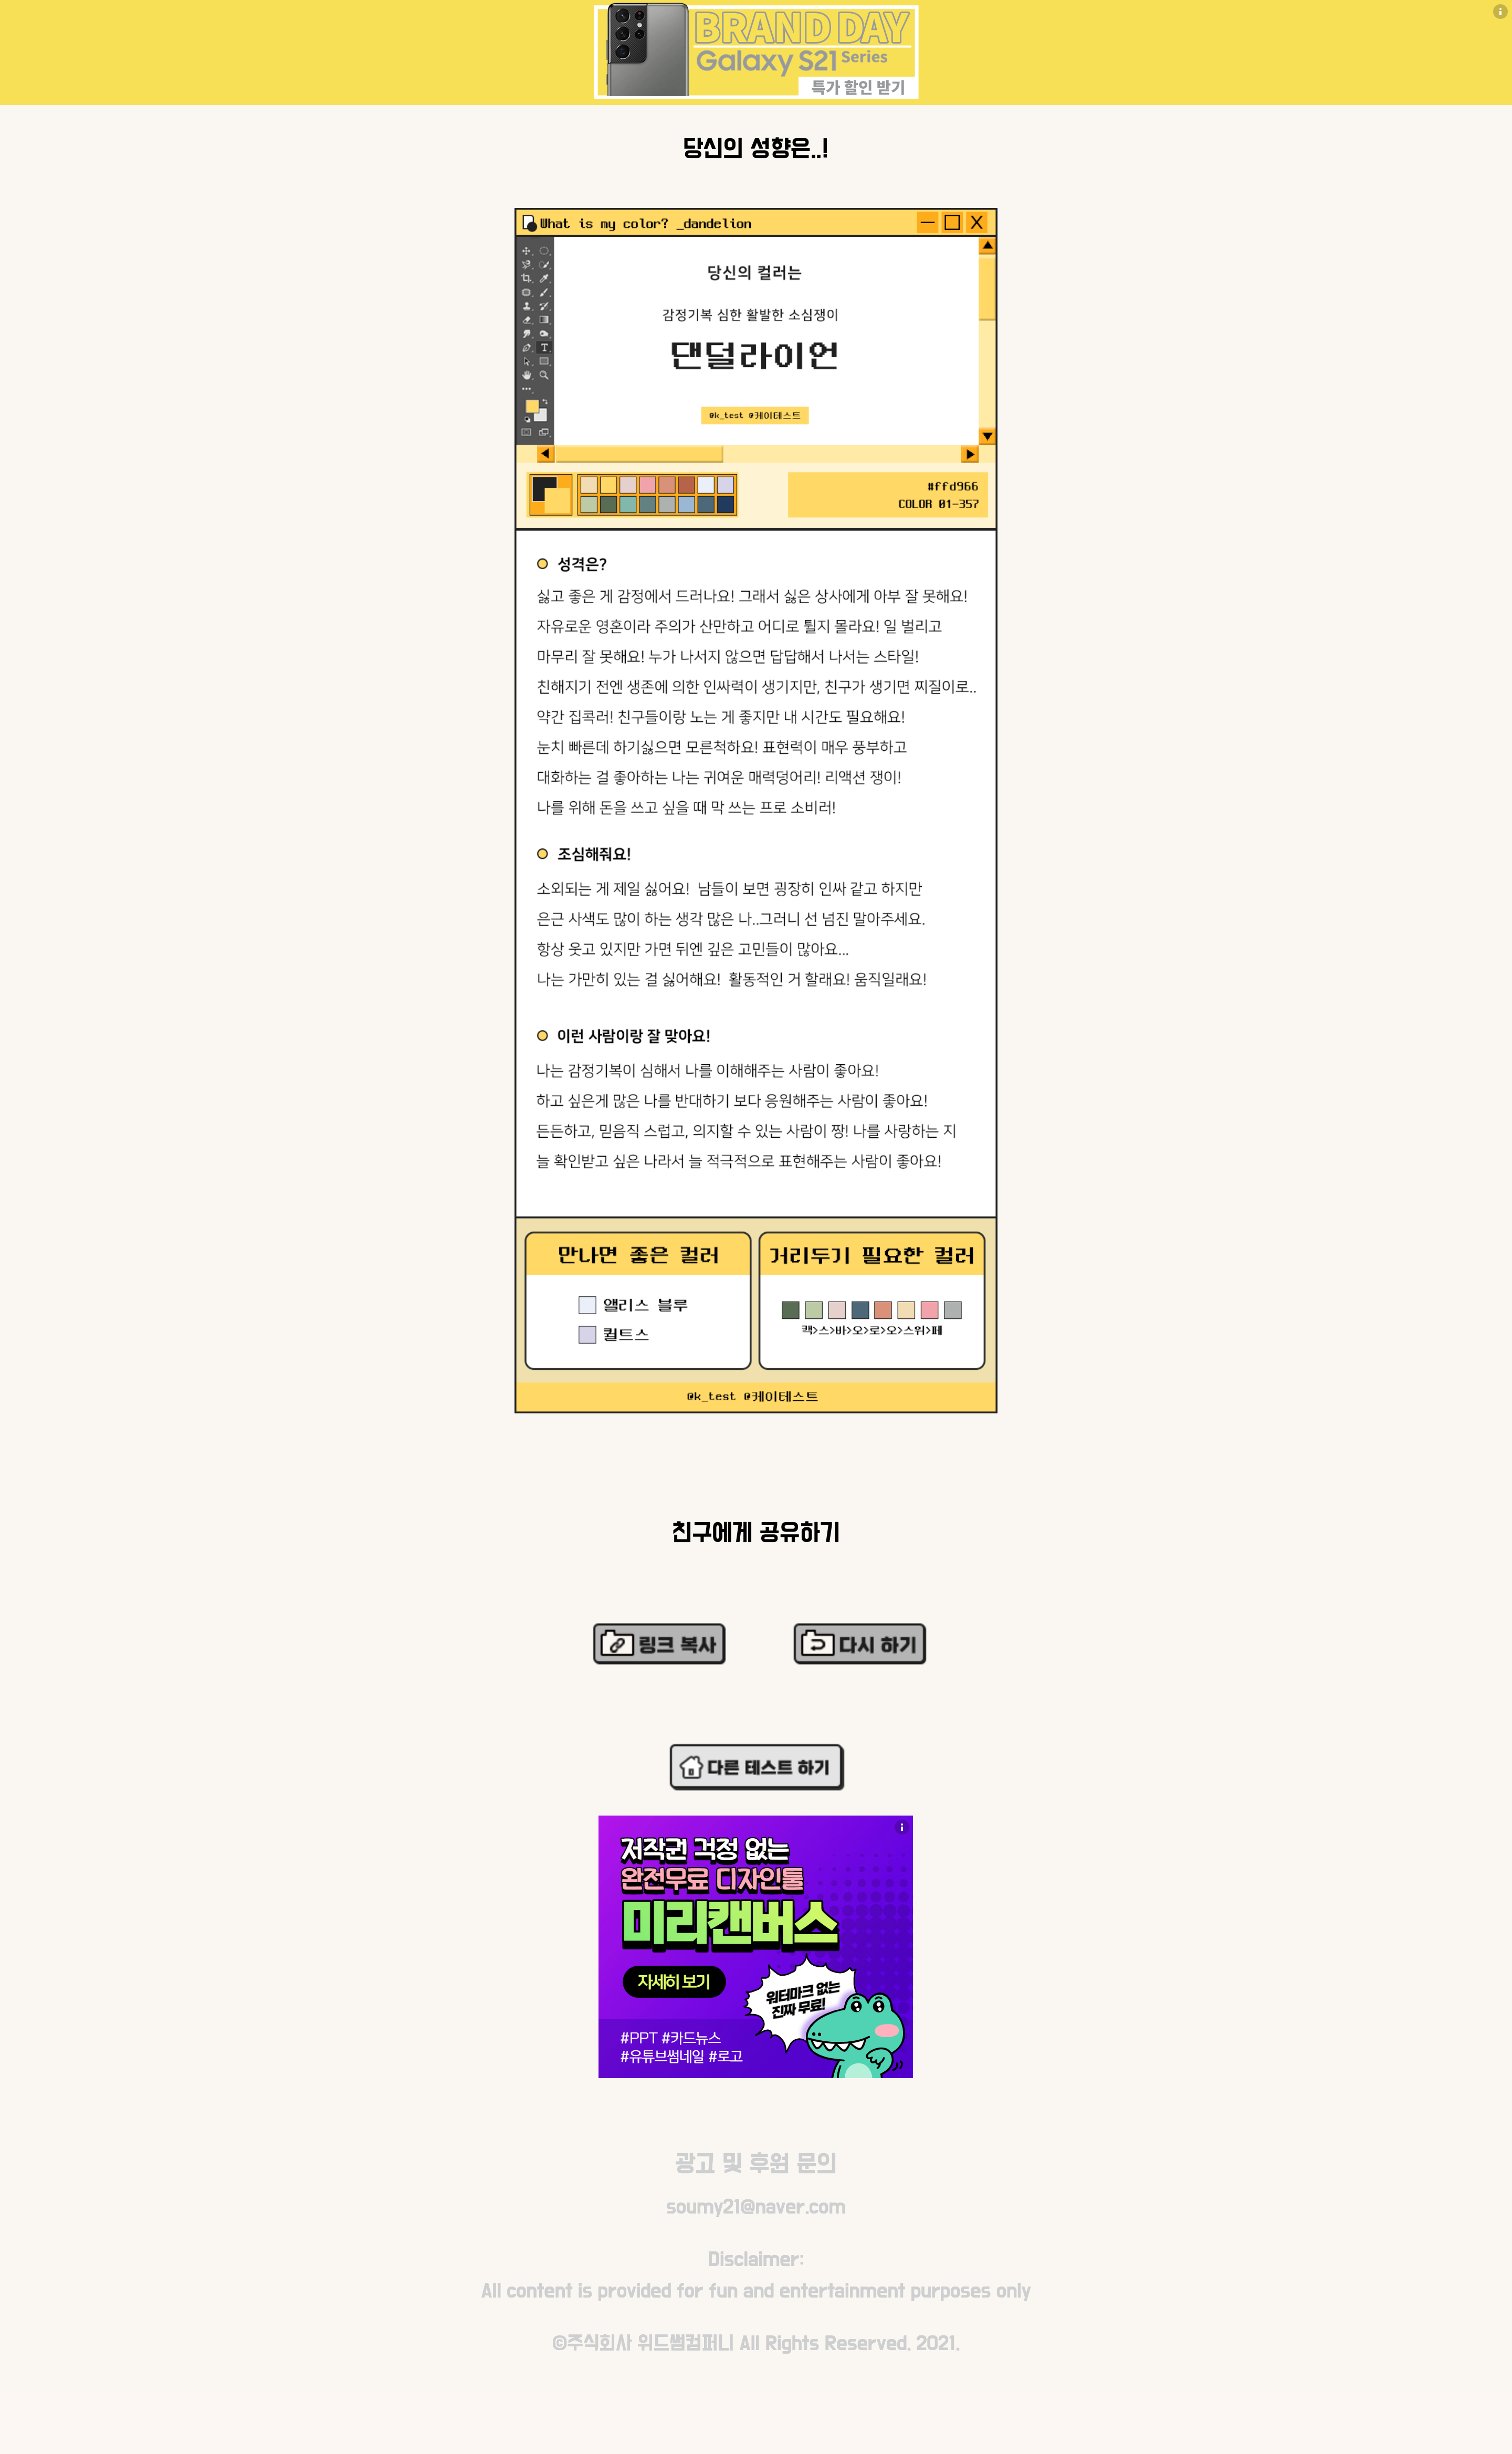 BRAND DAY
Galaxy S21 Series
특가 할인 받기
당신의 성향은..!
What is my color? _dandelion
당신의 컬러는
감정기복 심한 활발한 소심쟁이
댄덜라이언
@k_test @케이테스트
#ffd966
COLOR 01-357
성격은?
싫고 좋은 게 감정에서 드러나요! 그래서 싫은 상사에게 아부 잘 못해요!
자유로운 영혼이라 주의가 산만하고 어디로 튈지 몰라요! 일 벌리고
마무리 잘 못해요! 누가 나서지 않으면 답답해서 나서는 스타일!
친해지기 전엔 생존에 의한 인싸력이 생기지만, 친구가 생기면 찌질이로..
약간 집콕러! 친구들이랑 노는 게 좋지만 내 시간도 필요해요!
눈치 빠른데 하기싫으면 모른척하요! 표현력이 매우 풍부하고
대화하는 걸 좋아하는 나는 귀여운 매력덩어리! 리액션 쟁이!
나를 위해 돈을 쓰고 싶을 때 막 쓰는 프로 소비러!
조심해줘요!
소외되는 게 제일 싫어요! 남들이 보면 굉장히 인싸 같고 하지만
은근 사색도 많이 하는 생각 많은 나..그러니 선 넘진 말아주세요.
항상 웃고 있지만 가면 뒤엔 깊은 고민들이 많아요...
나는 가만히 있는 걸 싫어해요! 활동적인 거 할래요! 움직일래요!
이런 사람이랑 잘 맞아요!
나는 감정기복이 심해서 나를 이해해주는 사람이 좋아요!
하고 싶은게 많은 나를 반대하기 보다 응원해주는 사람이 좋아요!
든든하고, 믿음직 스럽고, 의지할 수 있는 사람이 짱! 나를 사랑하는 지
늘 확인받고 싶은 나라서 늘 적극적으로 표현해주는 사람이 좋아요!
만나면 좋은 컬러
앨리스 블루
퀼트스
거리두기 필요한 컬러
캑>스>바>오>로>오>스위>페
@k_test @케이테스트
친구에게 공유하기
링크 복사
다시 하기
다른 테스트 하기
저작권 걱정 없는
완전무료 디자인툴
미리캔버스
자세히 보기
워터마크 없는
진짜 무료!
#PPT #카드뉴스
#유튜브썸네일 #로고
광고 및 후원 문의
soumy21@naver.com
Disclaimer:
All content is provided for fun and entertainment purposes only
©주식회사 위드썸컴퍼니 All Rights Reserved. 2021.